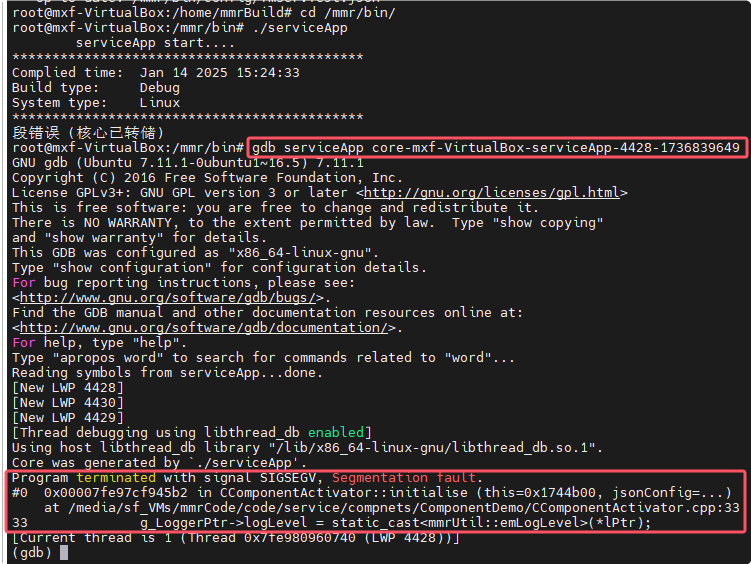 up-to-date: /mmr/bin/config/mmServTest.json
root@mxf-VirtualBox:/home/mmrBuild# cd /mmr/bin/
root@mxf-VirtualBox:/mmr/bin# ./serviceApp
serviceApp start....
******************************************
Complied time:  Jan 14 2025 15:24:33
Build type:     Debug
System type:    Linux
******************************************
段错误 (核心已转储)
root@mxf-VirtualBox:/mmr/bin# gdb serviceApp core-mxf-VirtualBox-serviceApp-4428-1736839649
GNU gdb (Ubuntu 7.11.1-0ubuntu1~16.5) 7.11.1
Copyright (C) 2016 Free Software Foundation, Inc.
License GPLv3+: GNU GPL version 3 or later <http://gnu.org/licenses/gpl.html>
This is free software: you are free to change and redistribute it.
There is NO WARRANTY, to the extent permitted by law.  Type "show copying"
and "show warranty" for details.
This GDB was configured as "x86_64-linux-gnu".
Type "show configuration" for configuration details.
For bug reporting instructions, please see:
<http://www.gnu.org/software/gdb/bugs/>.
Find the GDB manual and other documentation resources online at:
<http://www.gnu.org/software/gdb/documentation/>.
For help, type "help".
Type "apropos word" to search for commands related to "word"...
Reading symbols from serviceApp...done.
[New LWP 4428]
[New LWP 4430]
[New LWP 4429]
[Thread debugging using libthread_db enabled]
Using host libthread_db library "/lib/x86_64-linux-gnu/libthread_db.so.1".
Core was generated by `./serviceApp'.
Program terminated with signal SIGSEGV, Segmentation fault.
#0  0x00007fe97cf945b2 in CComponentActivator::initialise (this=0x1744b00, jsonConfig=...)
at /media/sf_VMs/mmrCode/code/service/compnets/ComponentDemo/CComponentActivator.cpp:33
33              g_LoggerPtr->logLevel = static_cast<mmrUtil::emLogLevel>(*lPtr);
[Current thread is 1 (Thread 0x7fe980960740 (LWP 4428))]
(gdb)